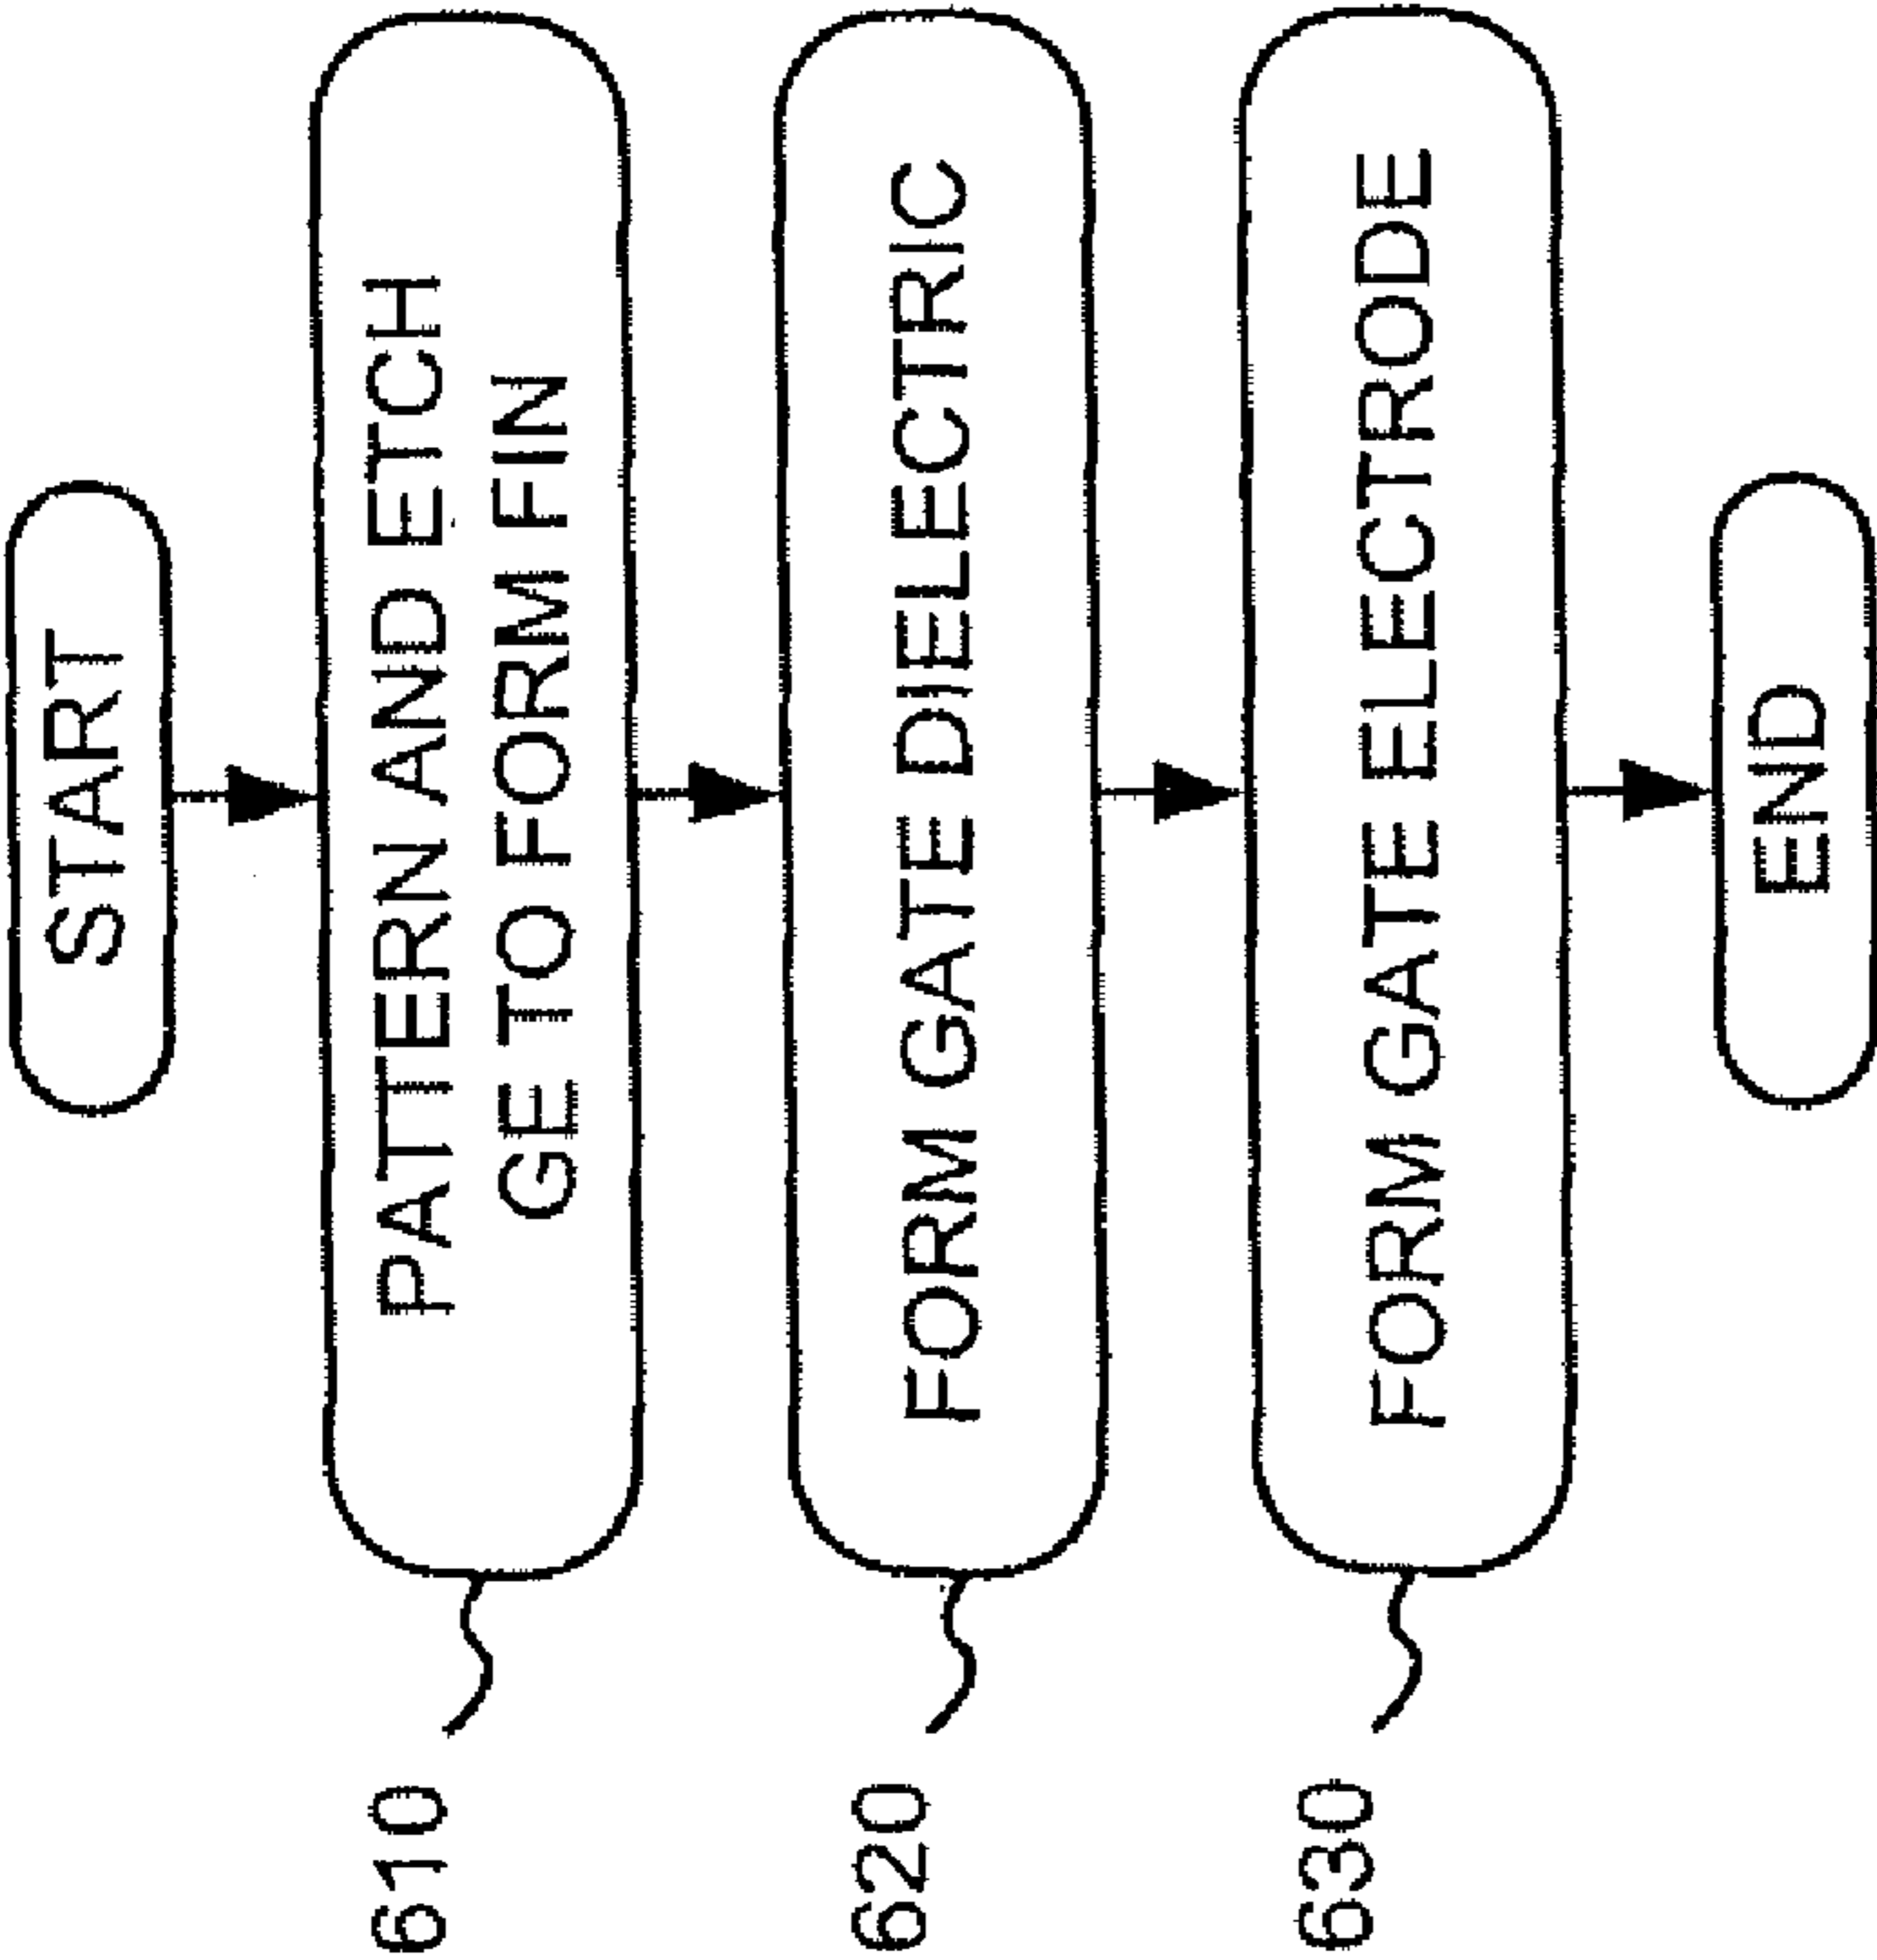 START
610
PATTERN AND ETCH
GE TO FORM FIN
620
FORM GATE DIELECTRIC
630
FORM GATE ELECTRODE
END